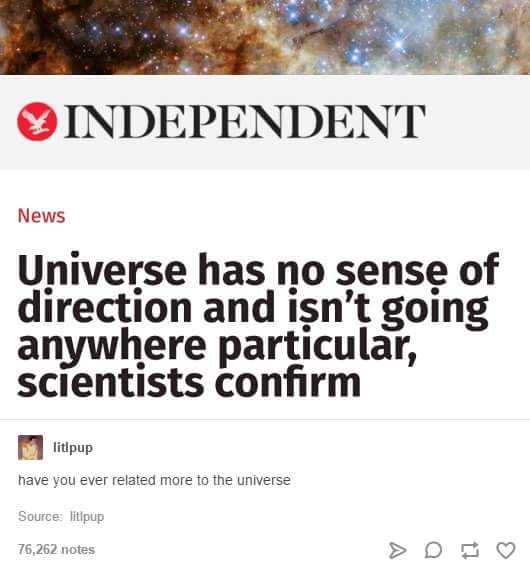 INDEPENDENT
News
Universe has no sense of
direction and isn't going
anywhere particular,
scientists confirm
litlpup
have you ever related more to the universe
Source: litlpup
76,262 notes